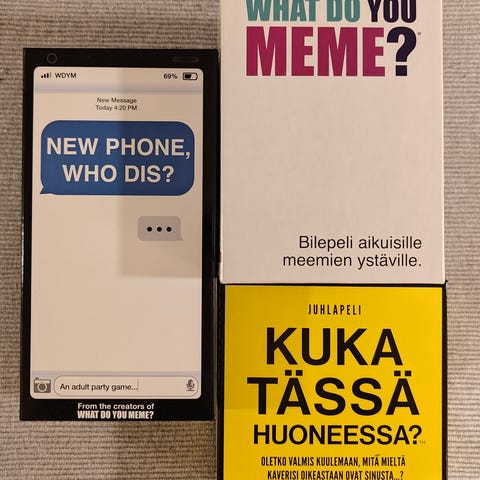 WDYM
69%
New Message
Today 4:20 PM
NEW PHONE,
WHO DIS?
An adult party game...
From the creators of
WHAT DO YOU MEME?
WHAT DO YOU
MEME?
Bilepeli aikuisille
meemien ystäville.
JUHLAPELI
KUKA
TÄSSÄ
HUONEESSA?
OLETKO VALMIS KUULEMAAN, MITÄ MIELTÄ
KAVERISI OIKEASTAAN OVAT SINUSTA...?